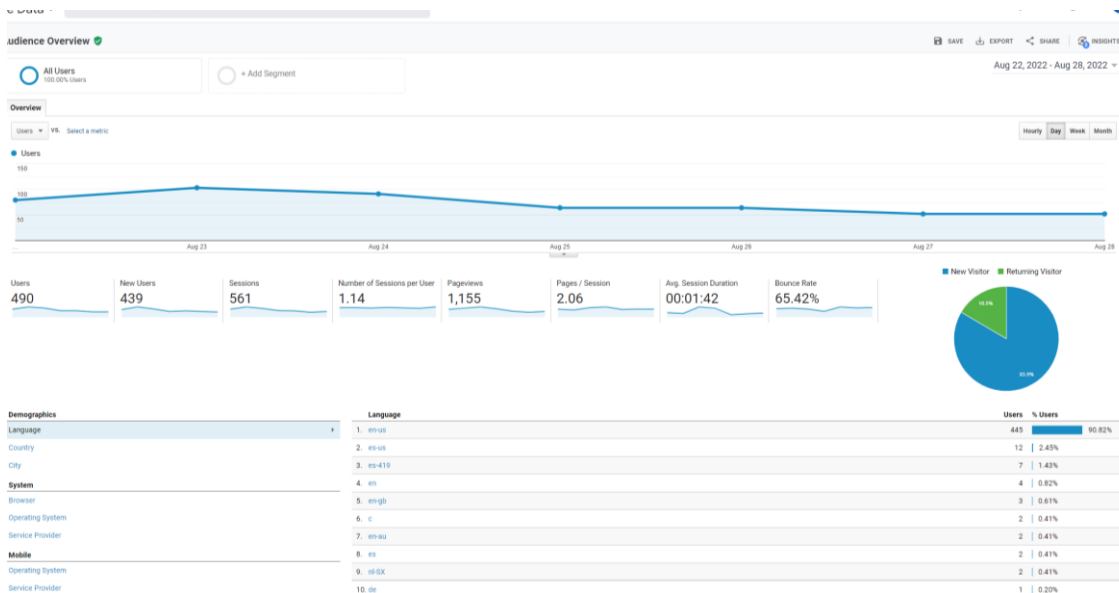 udience Overview
SAVE EXPORT SHARE INSIGHTS
All Users
100.00% Users
+ Add Segment
Aug 22, 2022 - Aug 28, 2022
Overview
Users VS. Select a metric
Hourly Day Week Month
Users
150
100
50
...
Aug 23
Aug 24
Aug 25
Aug 26
Aug 27
Aug 28
New Visitor Returning Visitor
Users
490
New Users
439
Sessions
561
Number of Sessions per User
1.14
Pageviews
1,155
Pages / Session
2.06
Avg. Session Duration
00:01:42
Bounce Rate
65.42%
Demographics
Language
Country
City
System
Browser
Operating System
Service Provider
Mobile
Operating System
Service Provider
Language Users % Users
1. en-us 445 90.82%
2. es-us 12 2.45%
3. es-419 7 1.43%
4. en 4 0.82%
5. en-gb 3 0.61%
6. c 2 0.41%
7. en-au 2 0.41%
8. es 2 0.41%
9. nl-SX 2 0.41%
10. de 1 0.20%